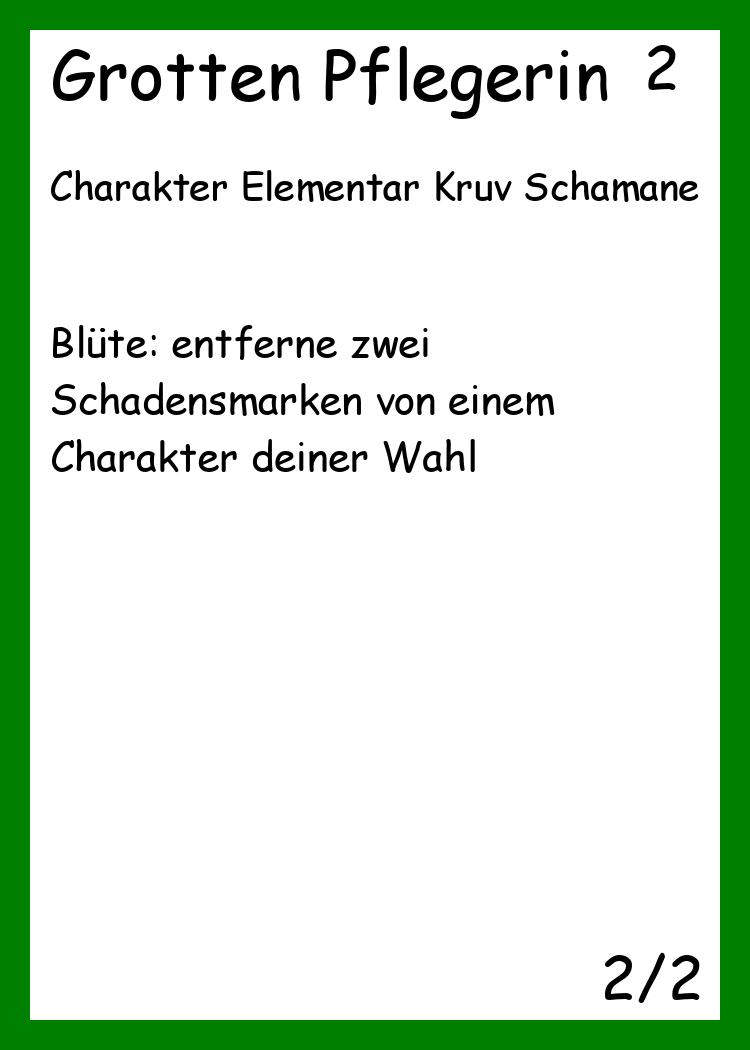 Grotten Pflegerin 2
Charakter Elementar Kruv Schamane
Blüte: entferne zwei
Schadensmarken von einem
Charakter deiner Wahl
2/2